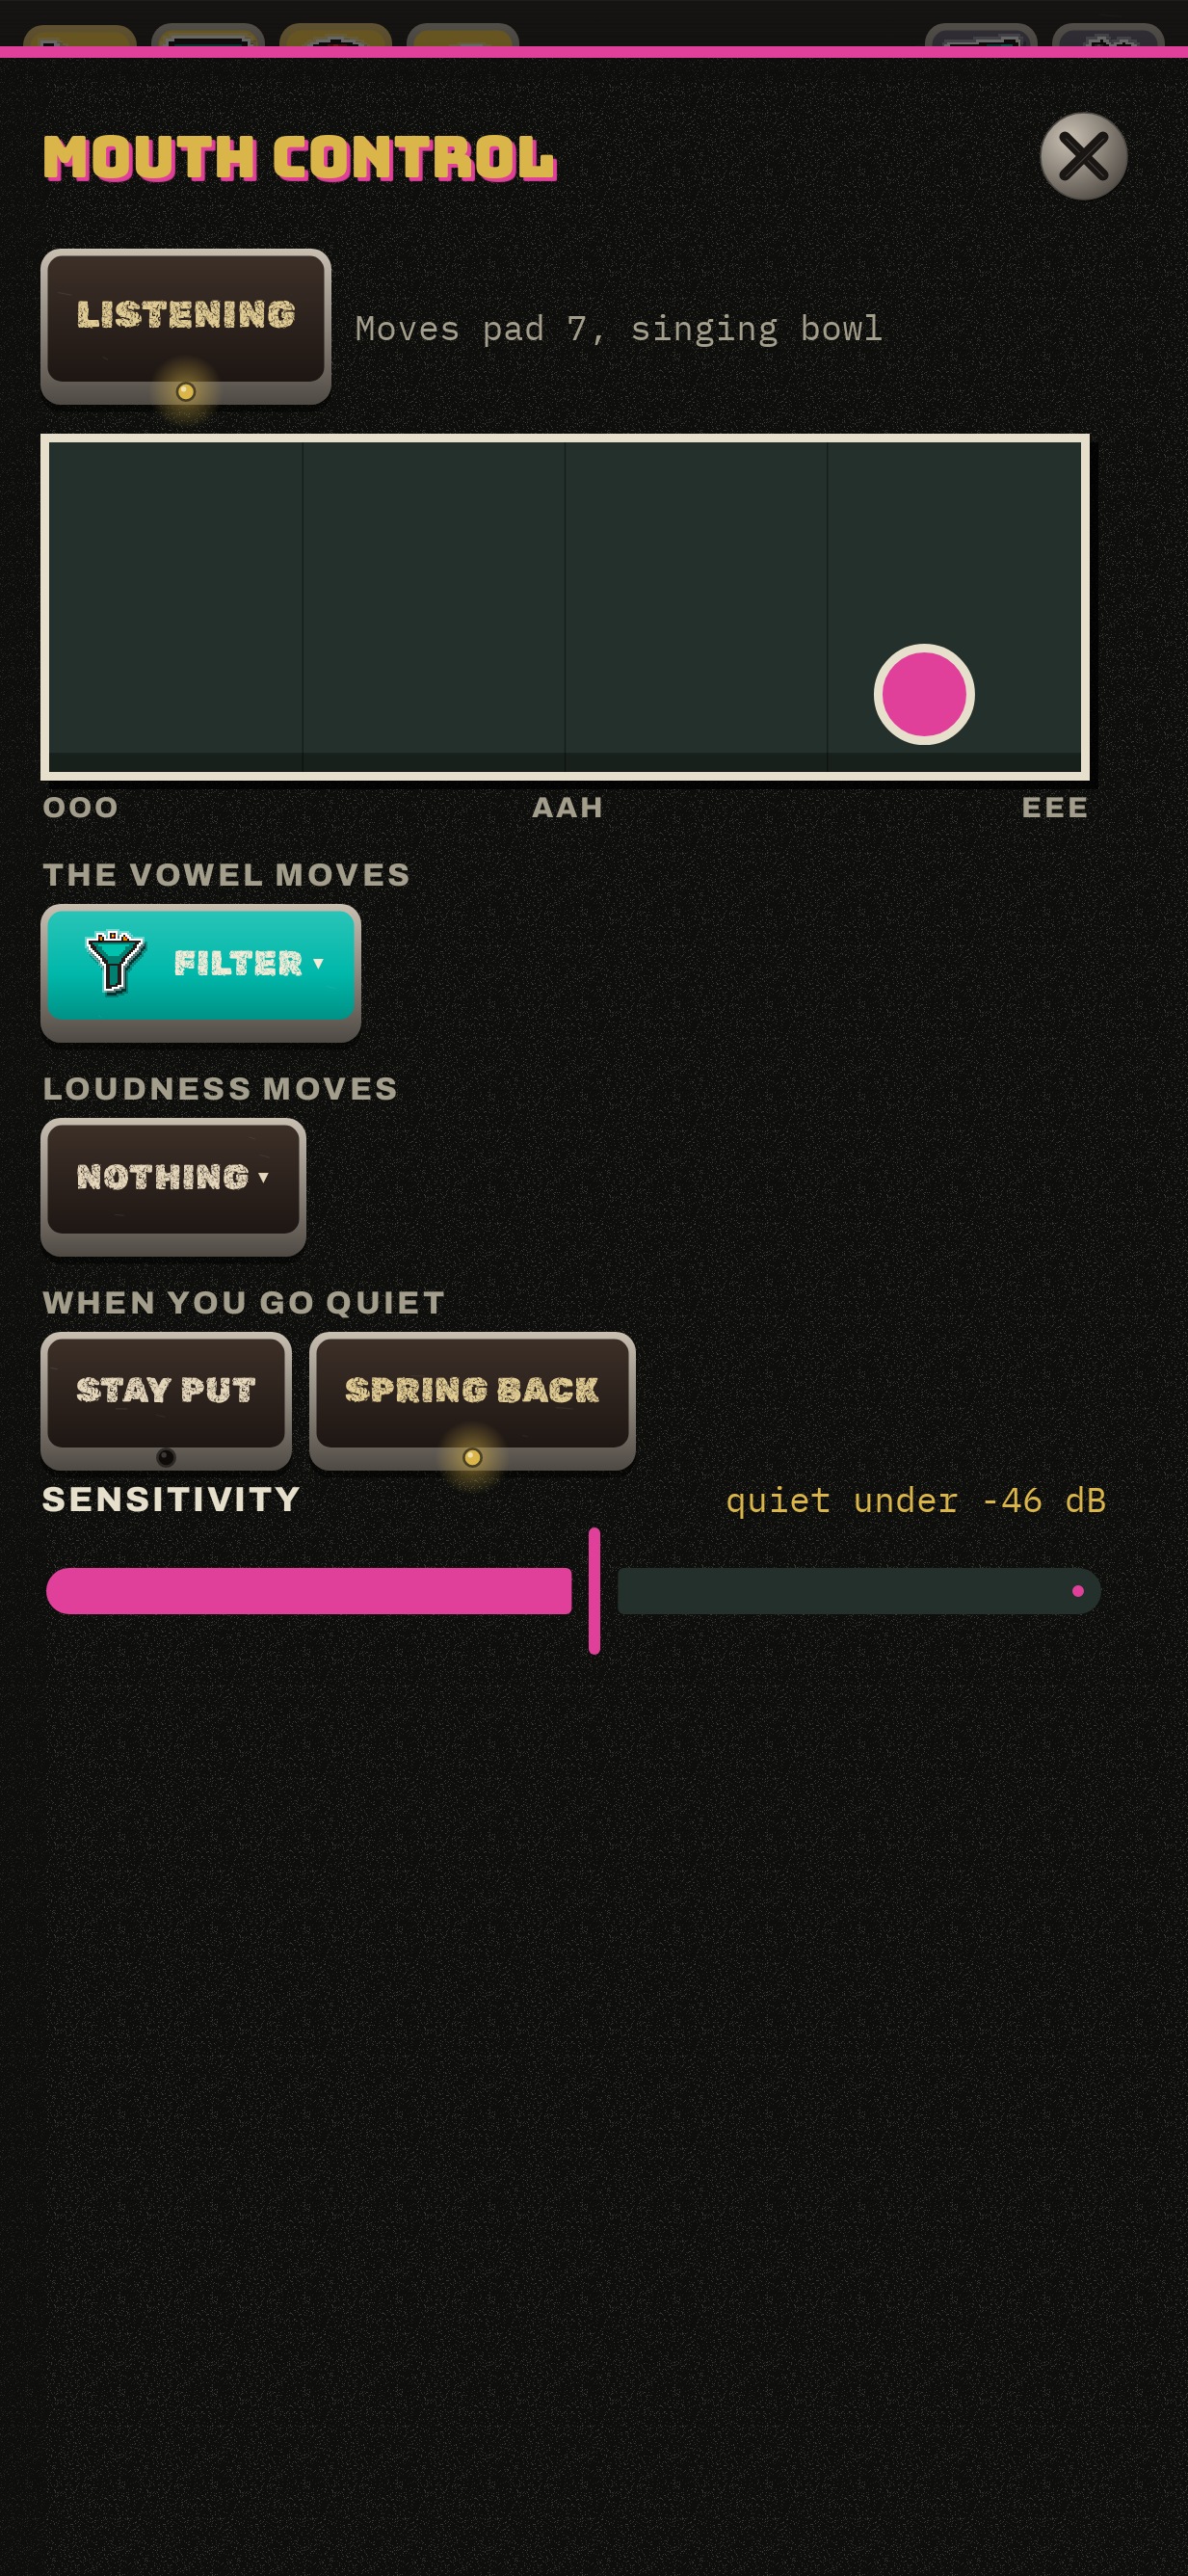 MOUTH CONTROL
LISTENING
Moves pad 7, singing bowl
OOO AAH EEE
THE VOWEL MOVES
FILTER ▾
LOUDNESS MOVES
NOTHING ▾
WHEN YOU GO QUIET
STAY PUT SPRING BACK
SENSITIVITY quiet under -46 dB